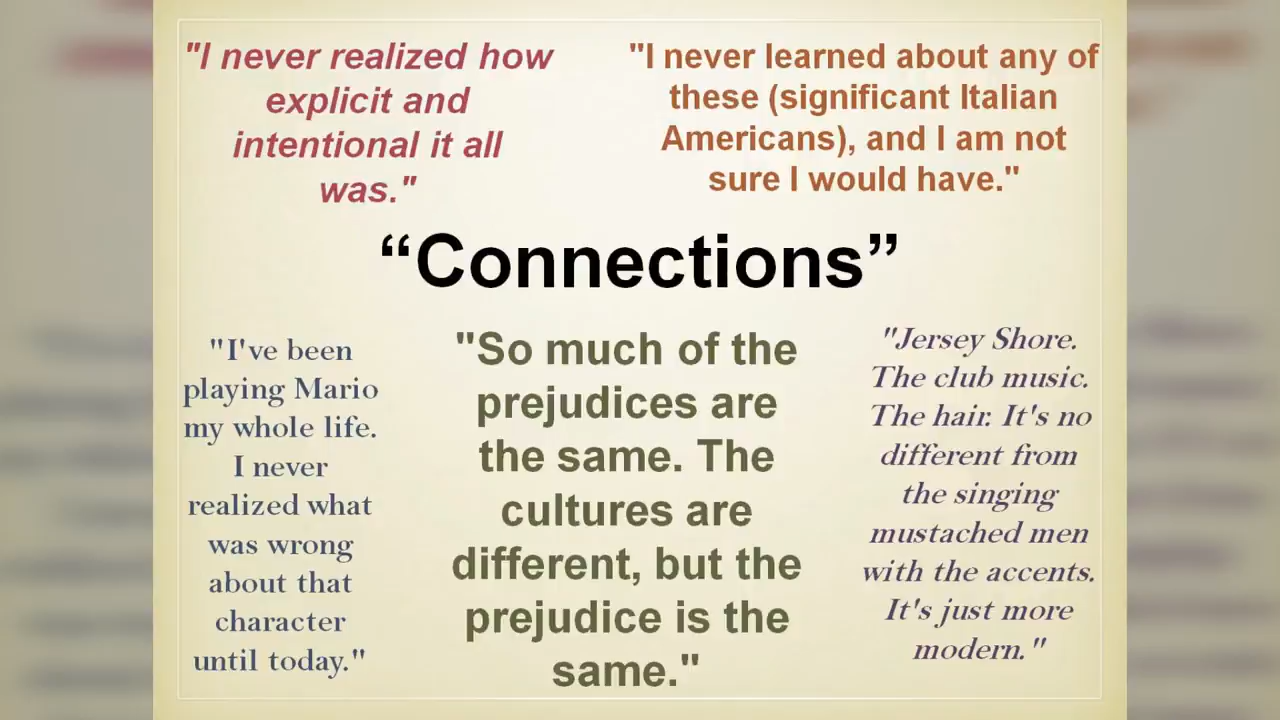 "I never realized how
explicit and
intentional it all
was."
"I never learned about any of
these (significant Italian
Americans), and I am not
sure I would have."
“Connections”
"I've been
playing Mario
my whole life.
I never
realized what
was wrong
about that
character
until today."
"So much of the
prejudices are
the same. The
cultures are
different, but the
prejudice is the
same."
"Jersey Shore.
The club music.
The hair. It's no
different from
the singing
mustached men
with the accents.
It's just more
modern."